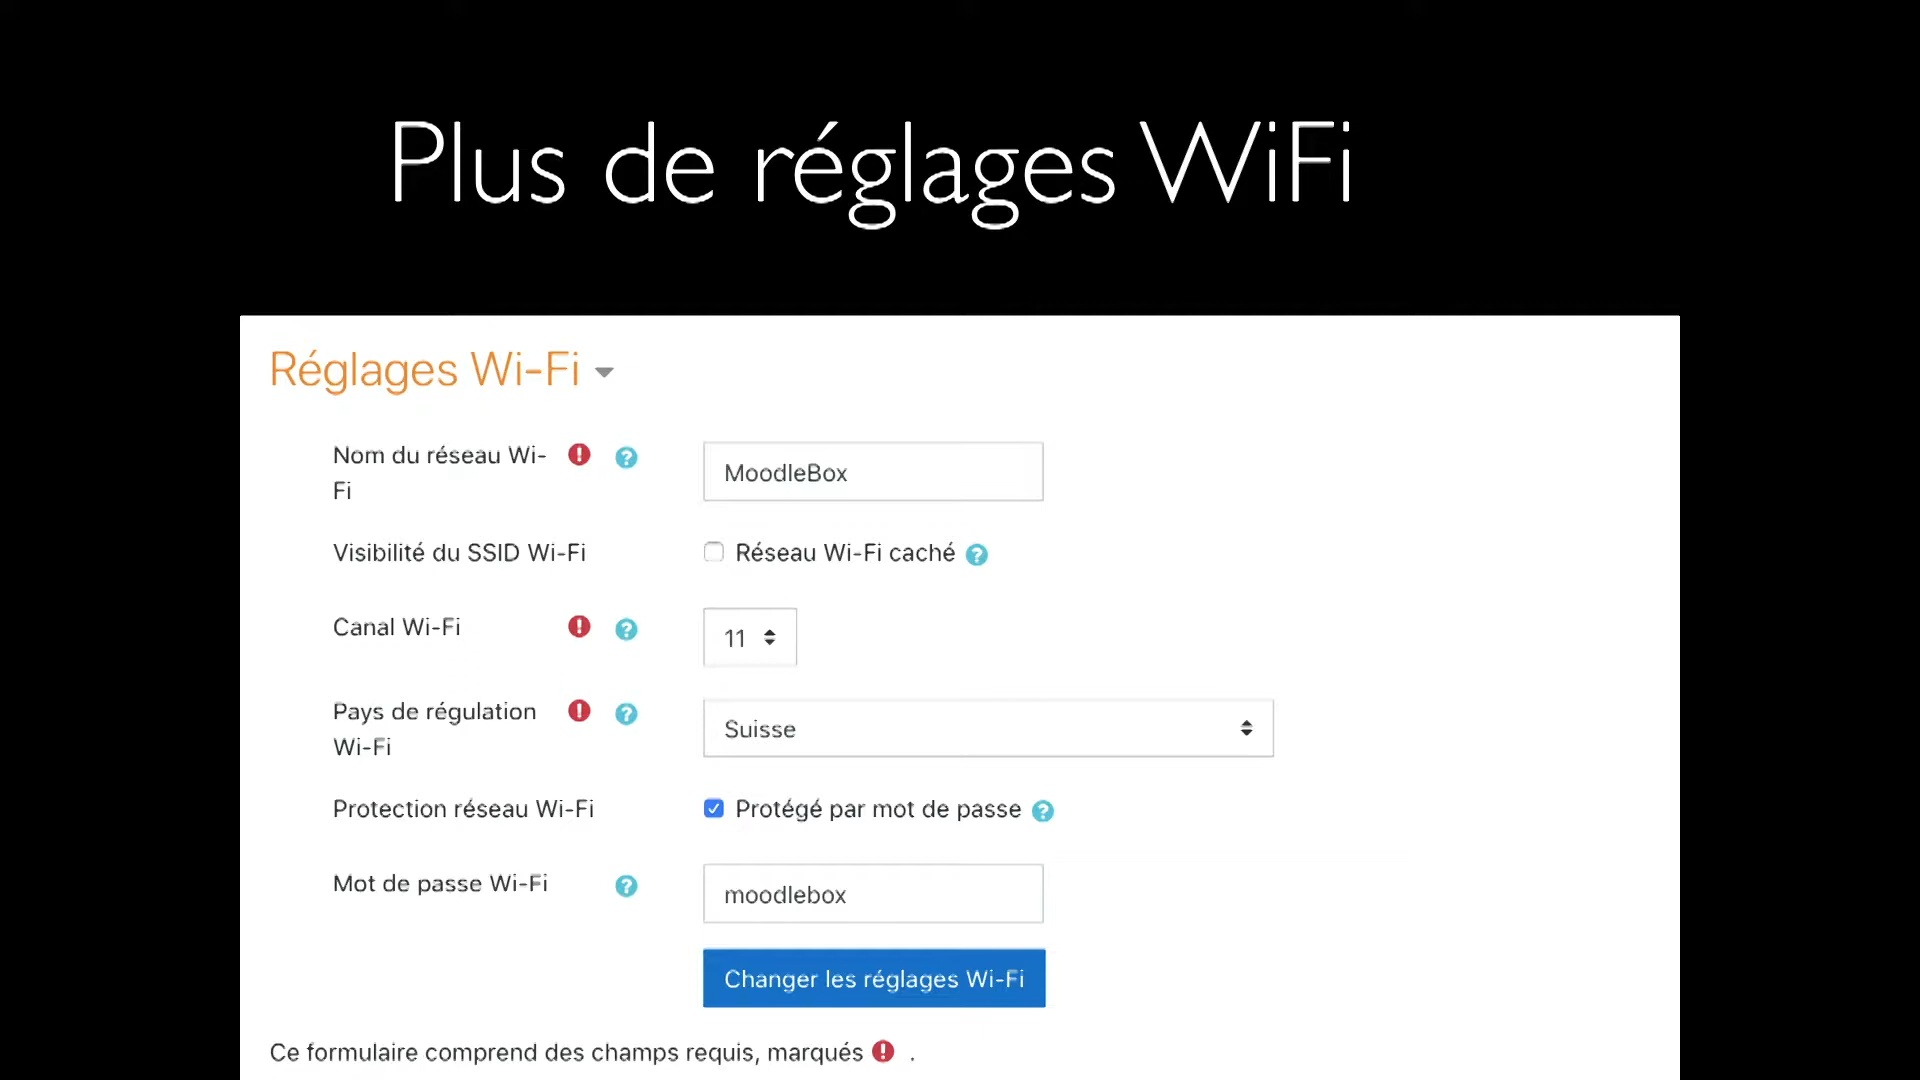 Plus de réglages WiFi
Réglages Wi-Fi
Nom du réseau Wi-
Fi
MoodleBox
Visibilité du SSID Wi-Fi
Réseau Wi-Fi caché
Canal Wi-Fi
11
Pays de régulation
Wi-Fi
Suisse
Protection réseau Wi-Fi
Protégé par mot de passe
Mot de passe Wi-Fi
moodlebox
Changer les réglages Wi-Fi
Ce formulaire comprend des champs requis, marqués .